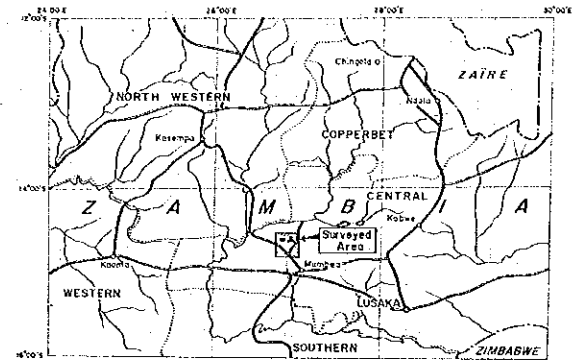 24°00'E 26°00'E 28°00'E 30°00'E
12°00'S
Chingola
ZAÏRE
NORTH WESTERN
Ndola
Kasempa
COPPERBET
14°00'S
CENTRAL
Z A M B I A
Kabwe
Surveyed
Area
Kaoma
Mumbwa
WESTERN
LUSAKA
16°00'S
SOUTHERN
ZIMBABWE